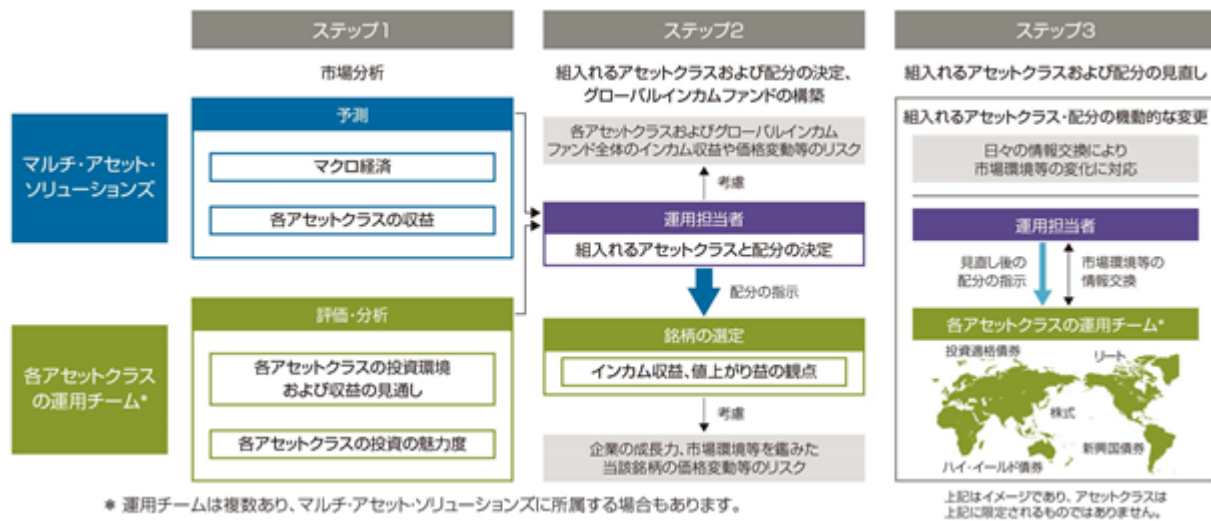 ステップ1
市場分析
マルチ・アセット・
ソリューションズ
予測
マクロ経済
各アセットクラスの収益
各アセットクラス
の運用チーム*
評価・分析
各アセットクラスの投資環境
および収益の見通し
各アセットクラスの投資の魅力度
ステップ2
組入れるアセットクラスおよび配分の決定、
グローバルインカムファンドの構築
各アセットクラスおよびグローバルインカム
ファンド全体のインカム収益や価格変動等のリスク
考慮
運用担当者
組入れるアセットクラスと配分の決定
配分の指示
銘柄の選定
インカム収益、値上がり益の観点
考慮
企業の成長力、市場環境等を鑑みた
当該銘柄の価格変動等のリスク
ステップ3
組入れるアセットクラスおよび配分の見直し
組入れるアセットクラス・配分の機動的な変更
日々の情報交換により
市場環境等の変化に対応
運用担当者
見直し後の
配分の指示
市場環境等の
情報交換
各アセットクラスの運用チーム*
投資適格債券
リート
株式
新興国債券
ハイ・イールド債券
* 運用チームは複数あり、マルチ・アセット・ソリューションズに所属する場合もあります。
上記はイメージであり、アセットクラスは
上記に限定されるものではありません。